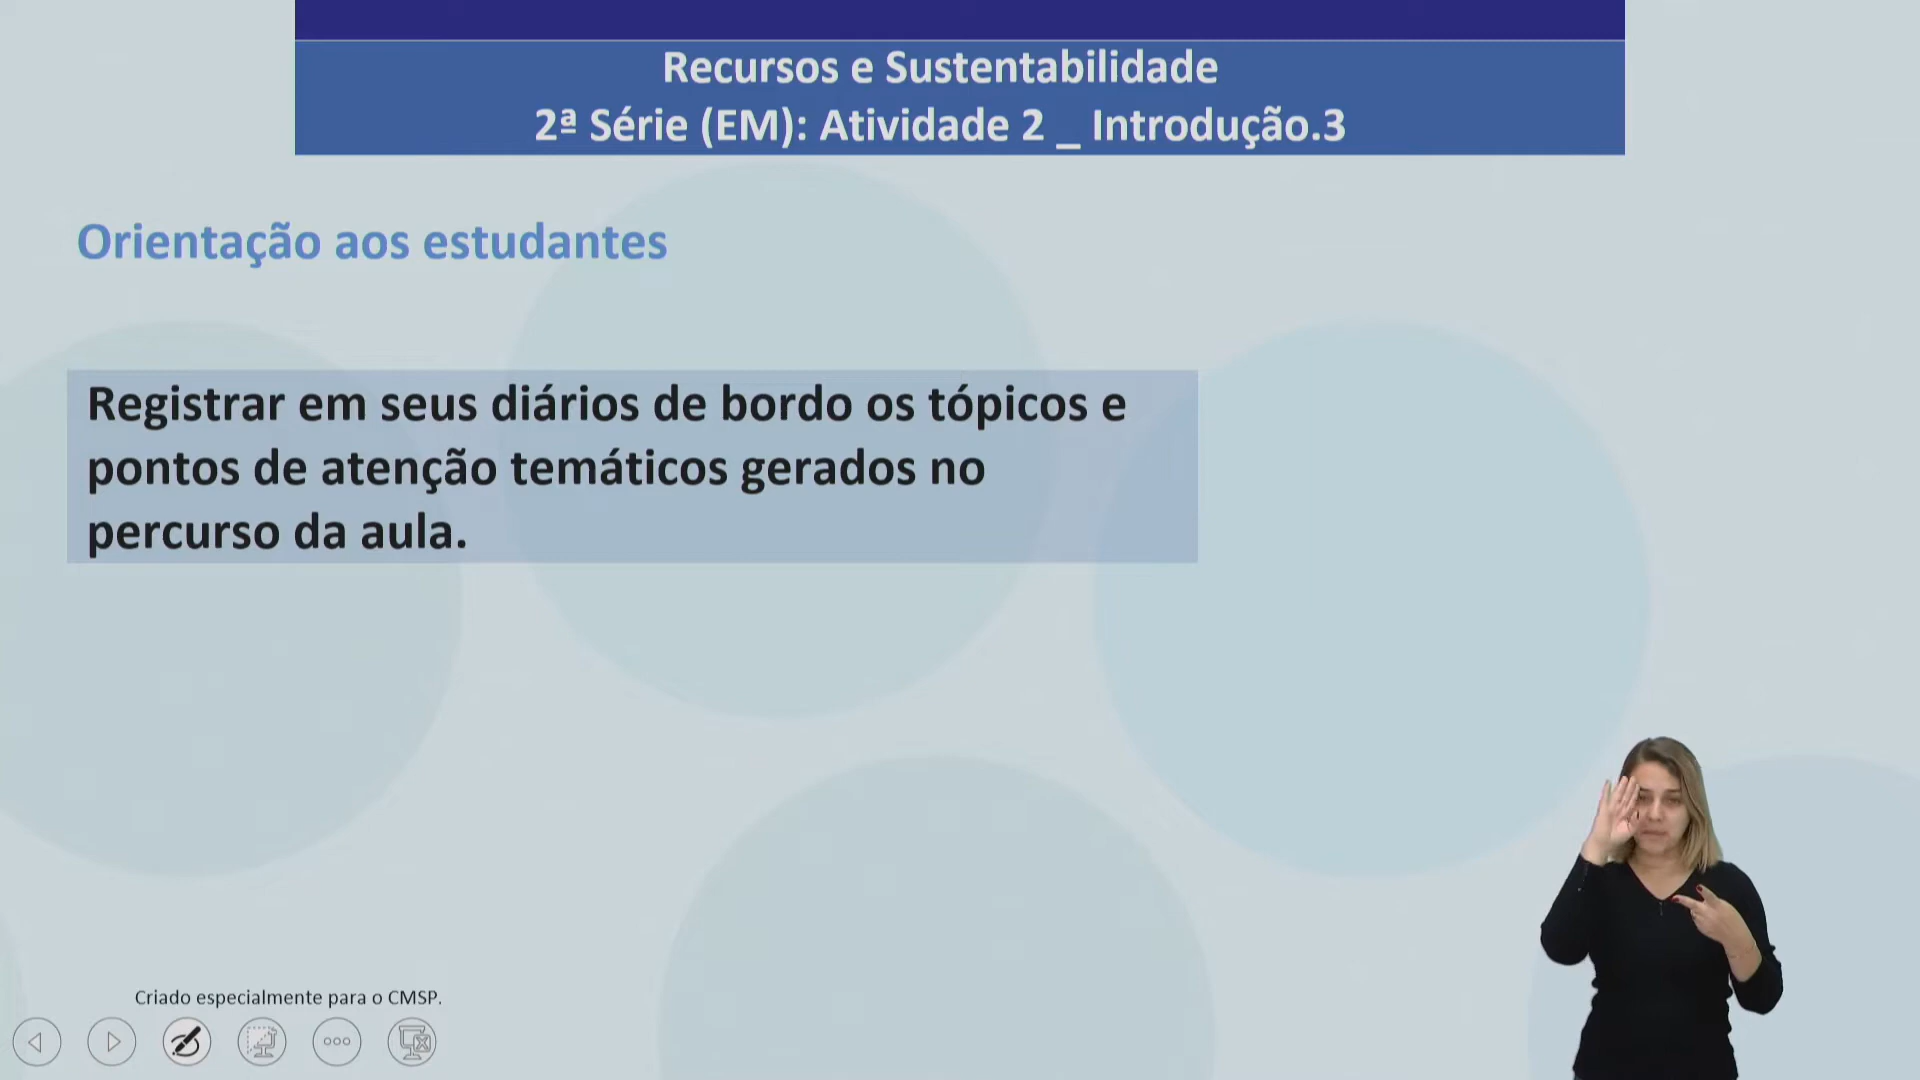 Recursos e Sustentabilidade
2ª Série (EM): Atividade 2 _ Introdução.3
Orientação aos estudantes
Registrar em seus diários de bordo os tópicos e
pontos de atenção temáticos gerados no
percurso da aula.
Criado especialmente para o CMSP.